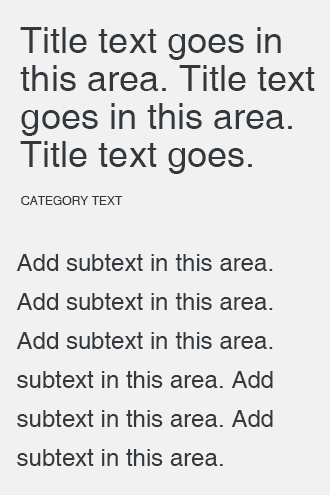 Title text goes in
this area. Title text
goes in this area.
Title text goes.
CATEGORY TEXT
Add subtext in this area.
Add subtext in this area.
Add subtext in this area.
subtext in this area. Add
subtext in this area. Add
subtext in this area.